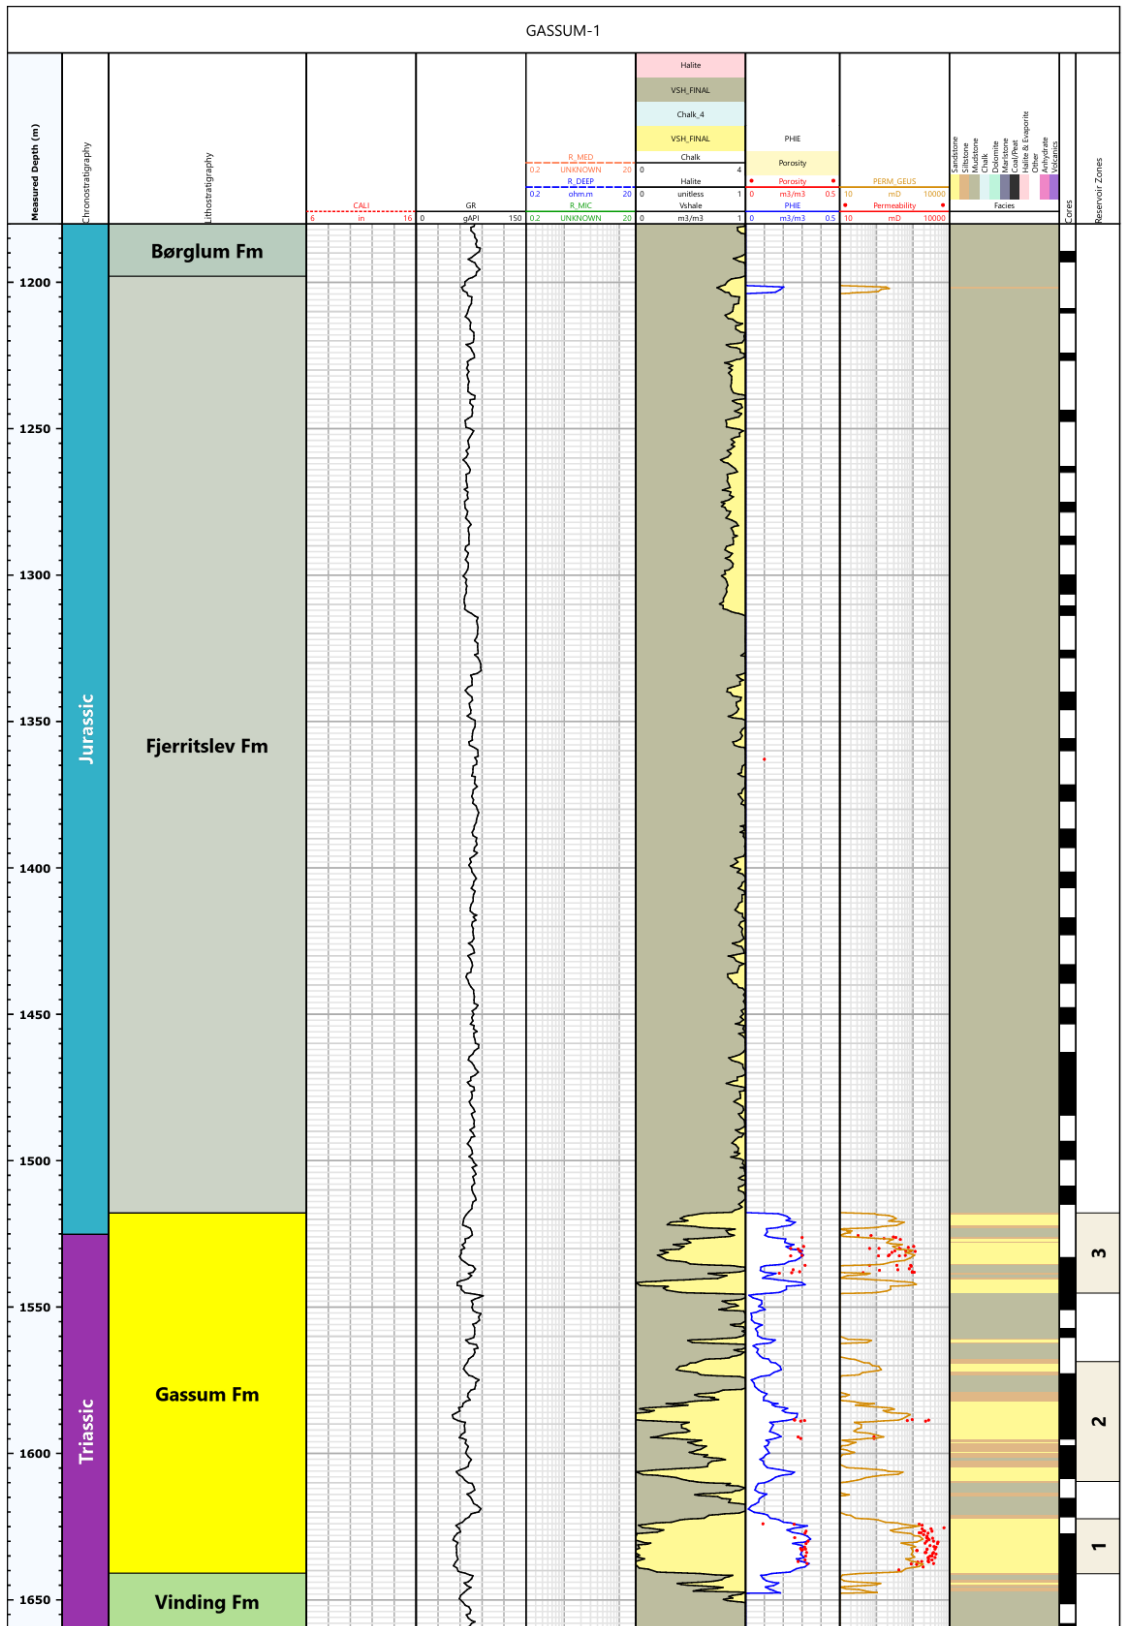 GASSUM-1
Measured Depth (m)
Chronostratigraphy
Lithostratigraphy
CALI
6 in 16
GR
0 gAPI 150
R_MED
0.2 UNKNOWN 20
R_DEEP
0.2 ohm.m 20
R_MIC
0.2 UNKNOWN 20
Halite
VSH_FINAL
Chalk_4
VSH_FINAL
Chalk
0 4
Halite
0 unitless 1
Vshale
0 m3/m3 1
PHIE
Porosity
Porosity
0 m3/m3 0.5
PHIE
0 m3/m3 0.5
PERM_GEUS
10 mD 10000
Permeability
10 mD 10000
Sandstone
Siltstone
Mudstone
Chalk
Dolomite
Marlstone
Coal/Peat
Halite & Evaporite
Other
Anhydrate
Volcanics
Facies
Cores
Reservoir Zones
Børglum Fm
1200
1250
1300
Jurassic
1350
Fjerritslev Fm
1400
1450
1500
3
1550
Triassic
Gassum Fm
2
1600
1
1650
Vinding Fm